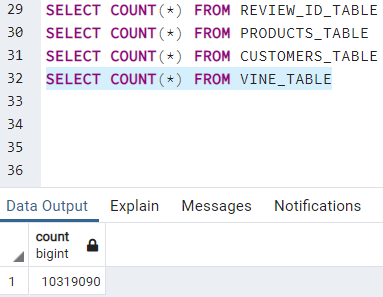 29 SELECT COUNT(*) FROM REVIEW_ID_TABLE
30 SELECT COUNT(*) FROM PRODUCTS_TABLE
31 SELECT COUNT(*) FROM CUSTOMERS_TABLE
32 SELECT COUNT(*) FROM VINE_TABLE
33
34
35
36
Data Output Explain Messages Notifications
count
bigint
1 10319090